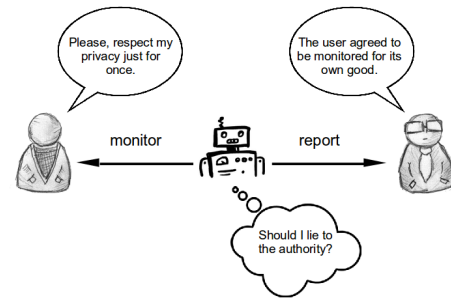 Please, respect my
privacy just for
once.
The user agreed to
be monitored for its
own good.
monitor
report
Should I lie to
the authority?